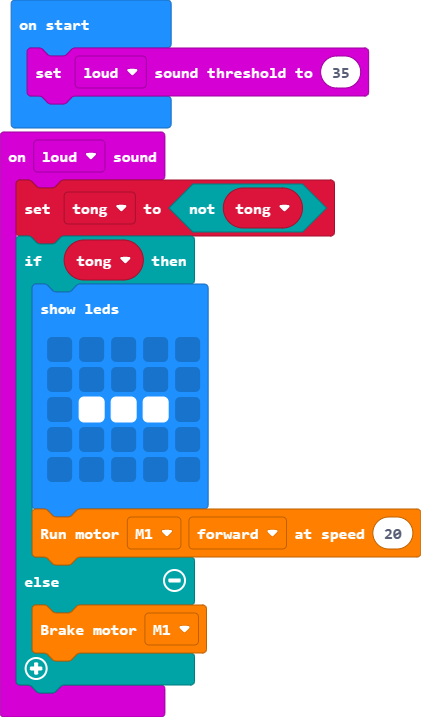 on start
set loud sound threshold to 35
on loud sound
set tong to not tong
if tong then
show leds
Run motor M1 forward at speed 20
else
Brake motor M1